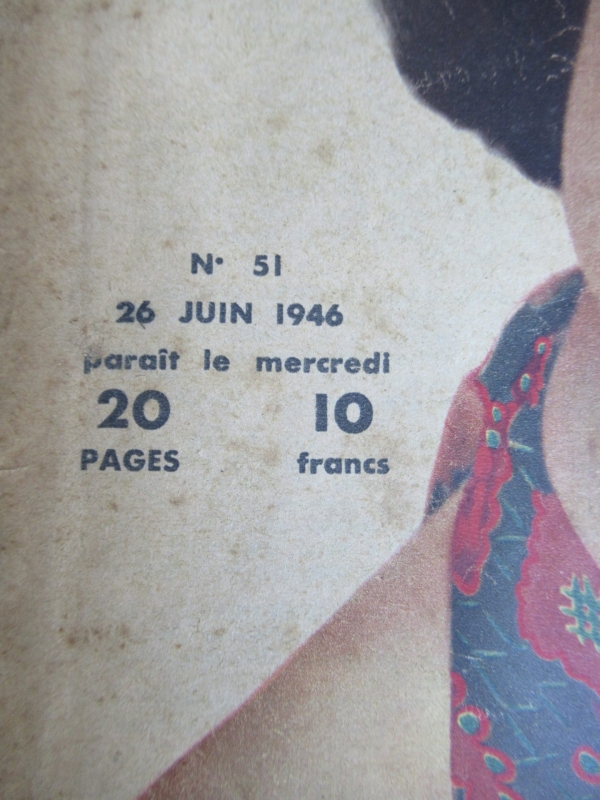 N° 51
26 JUIN 1946
paraît le mercredi
20 10
PAGES francs